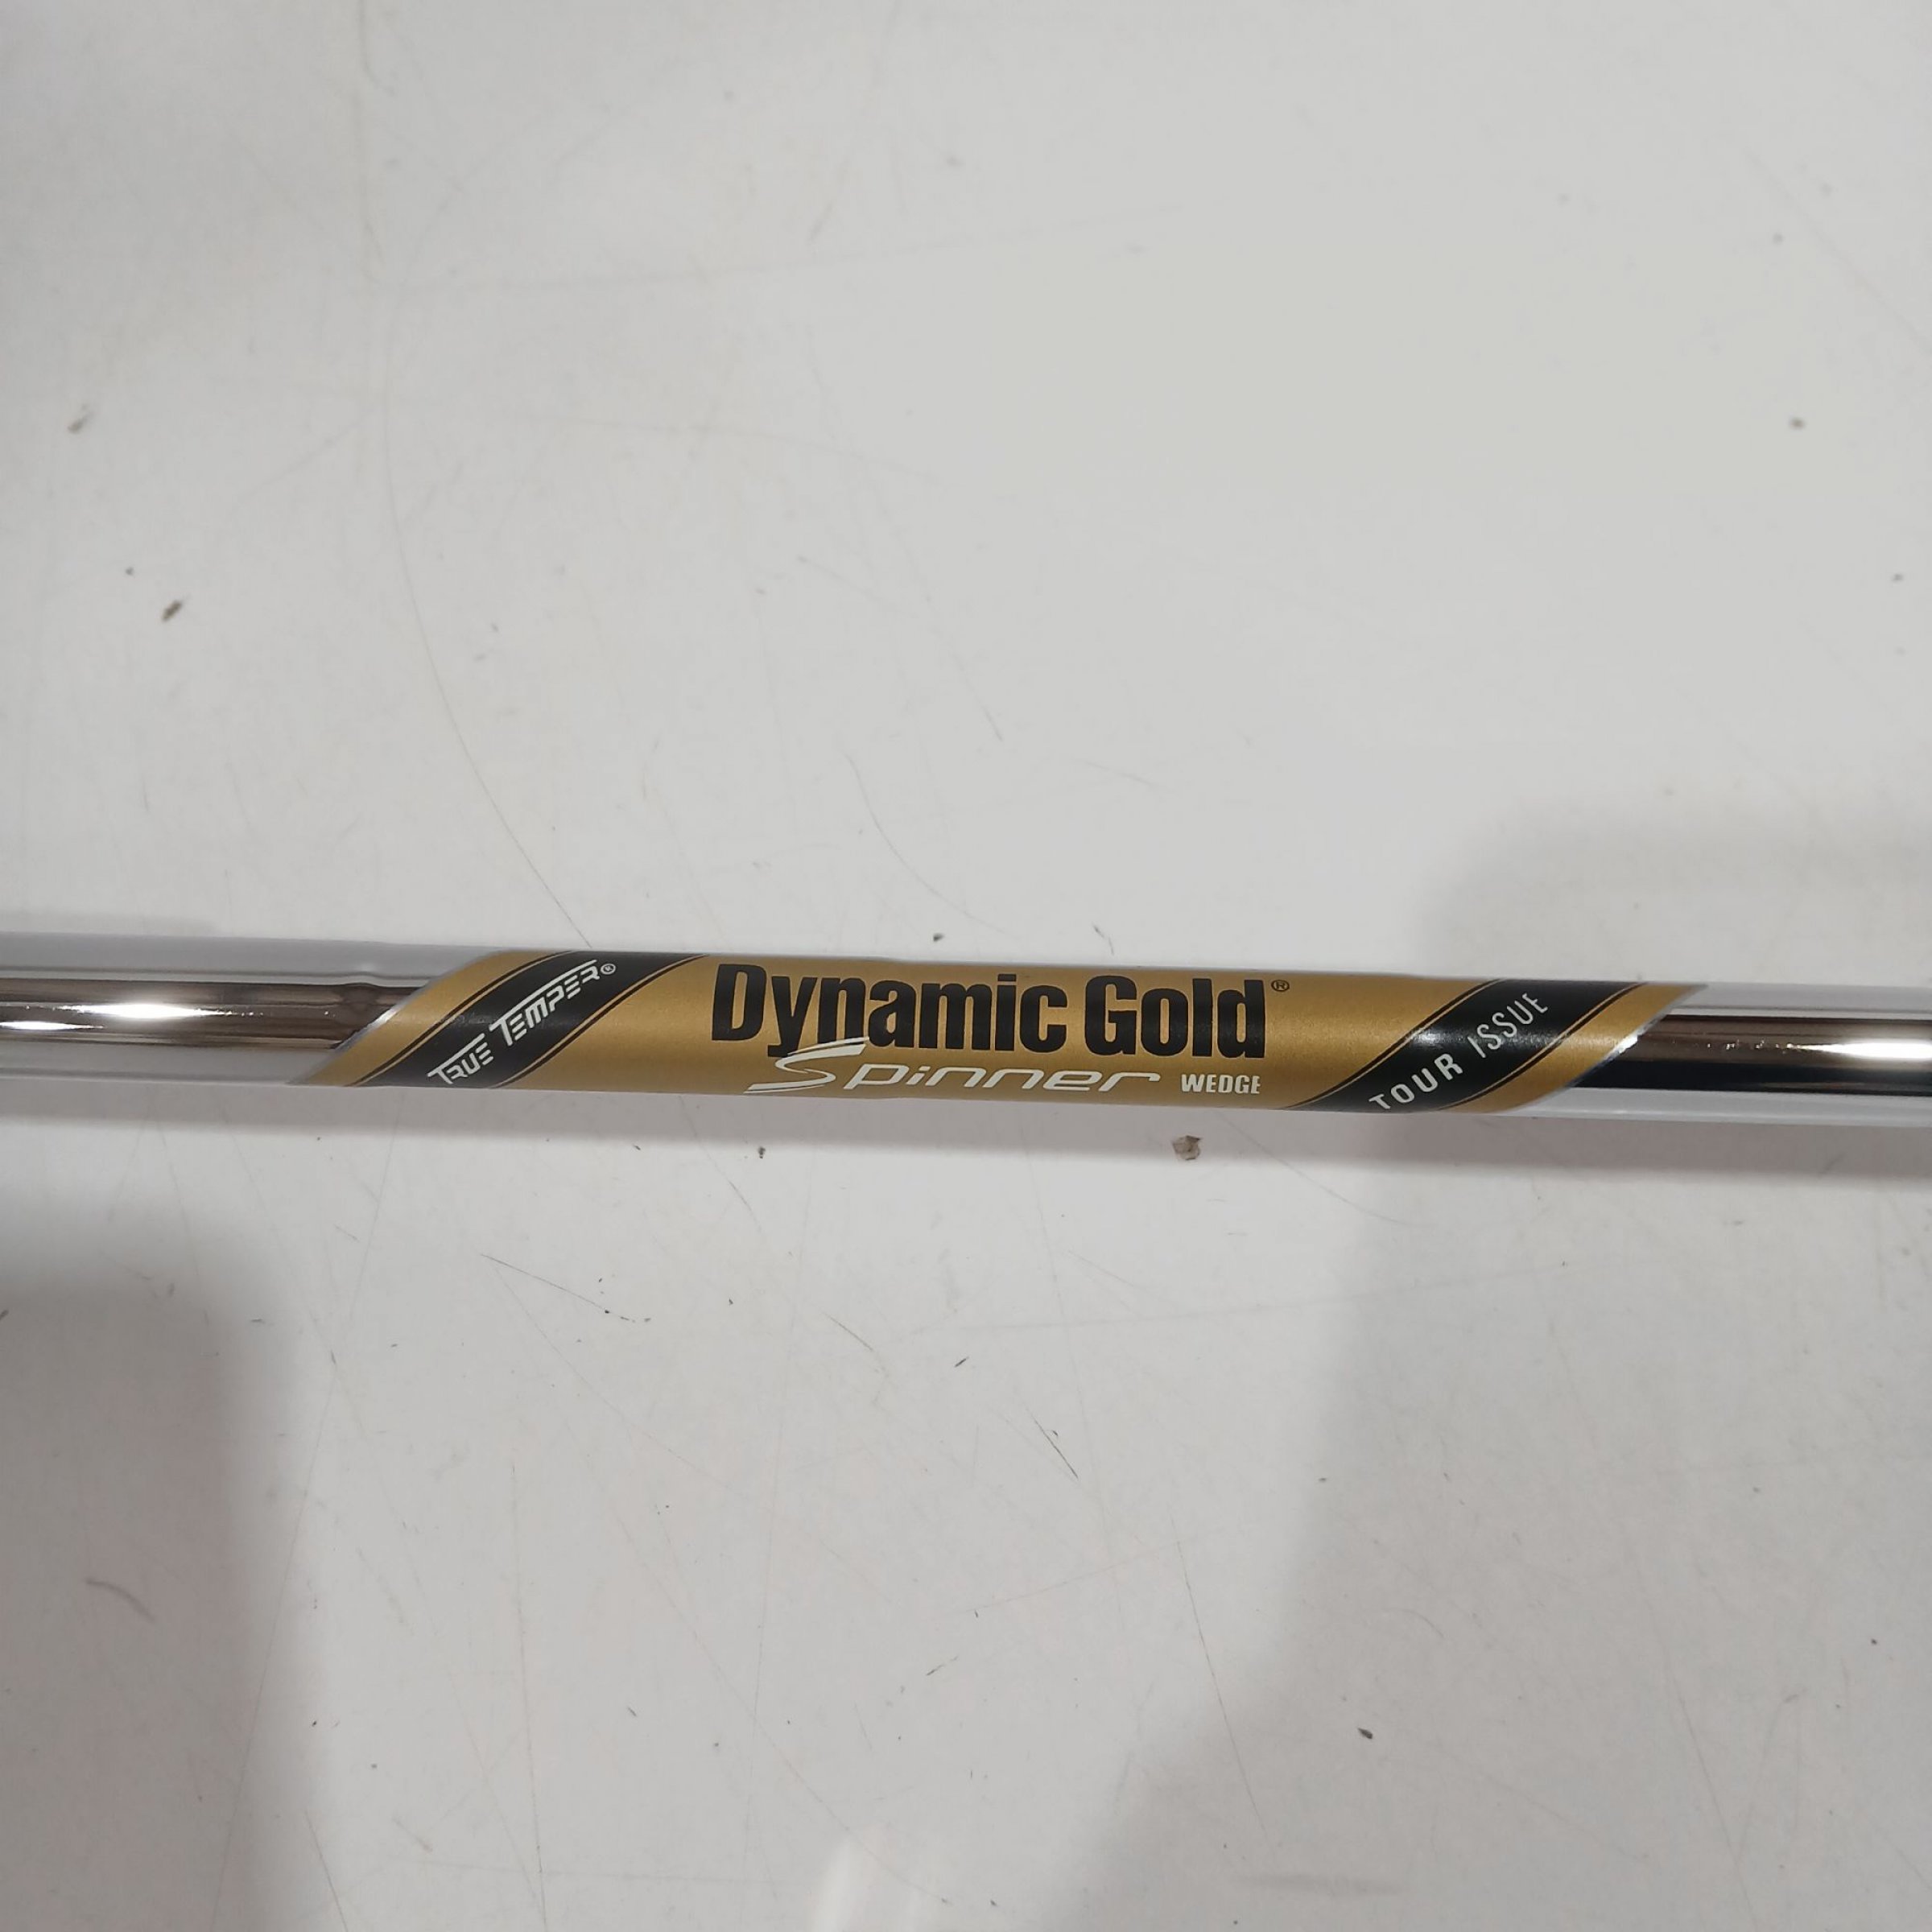 TRUE TEMPER®
Dynamic Gold®
Spinner WEDGE
TOUR ISSUE